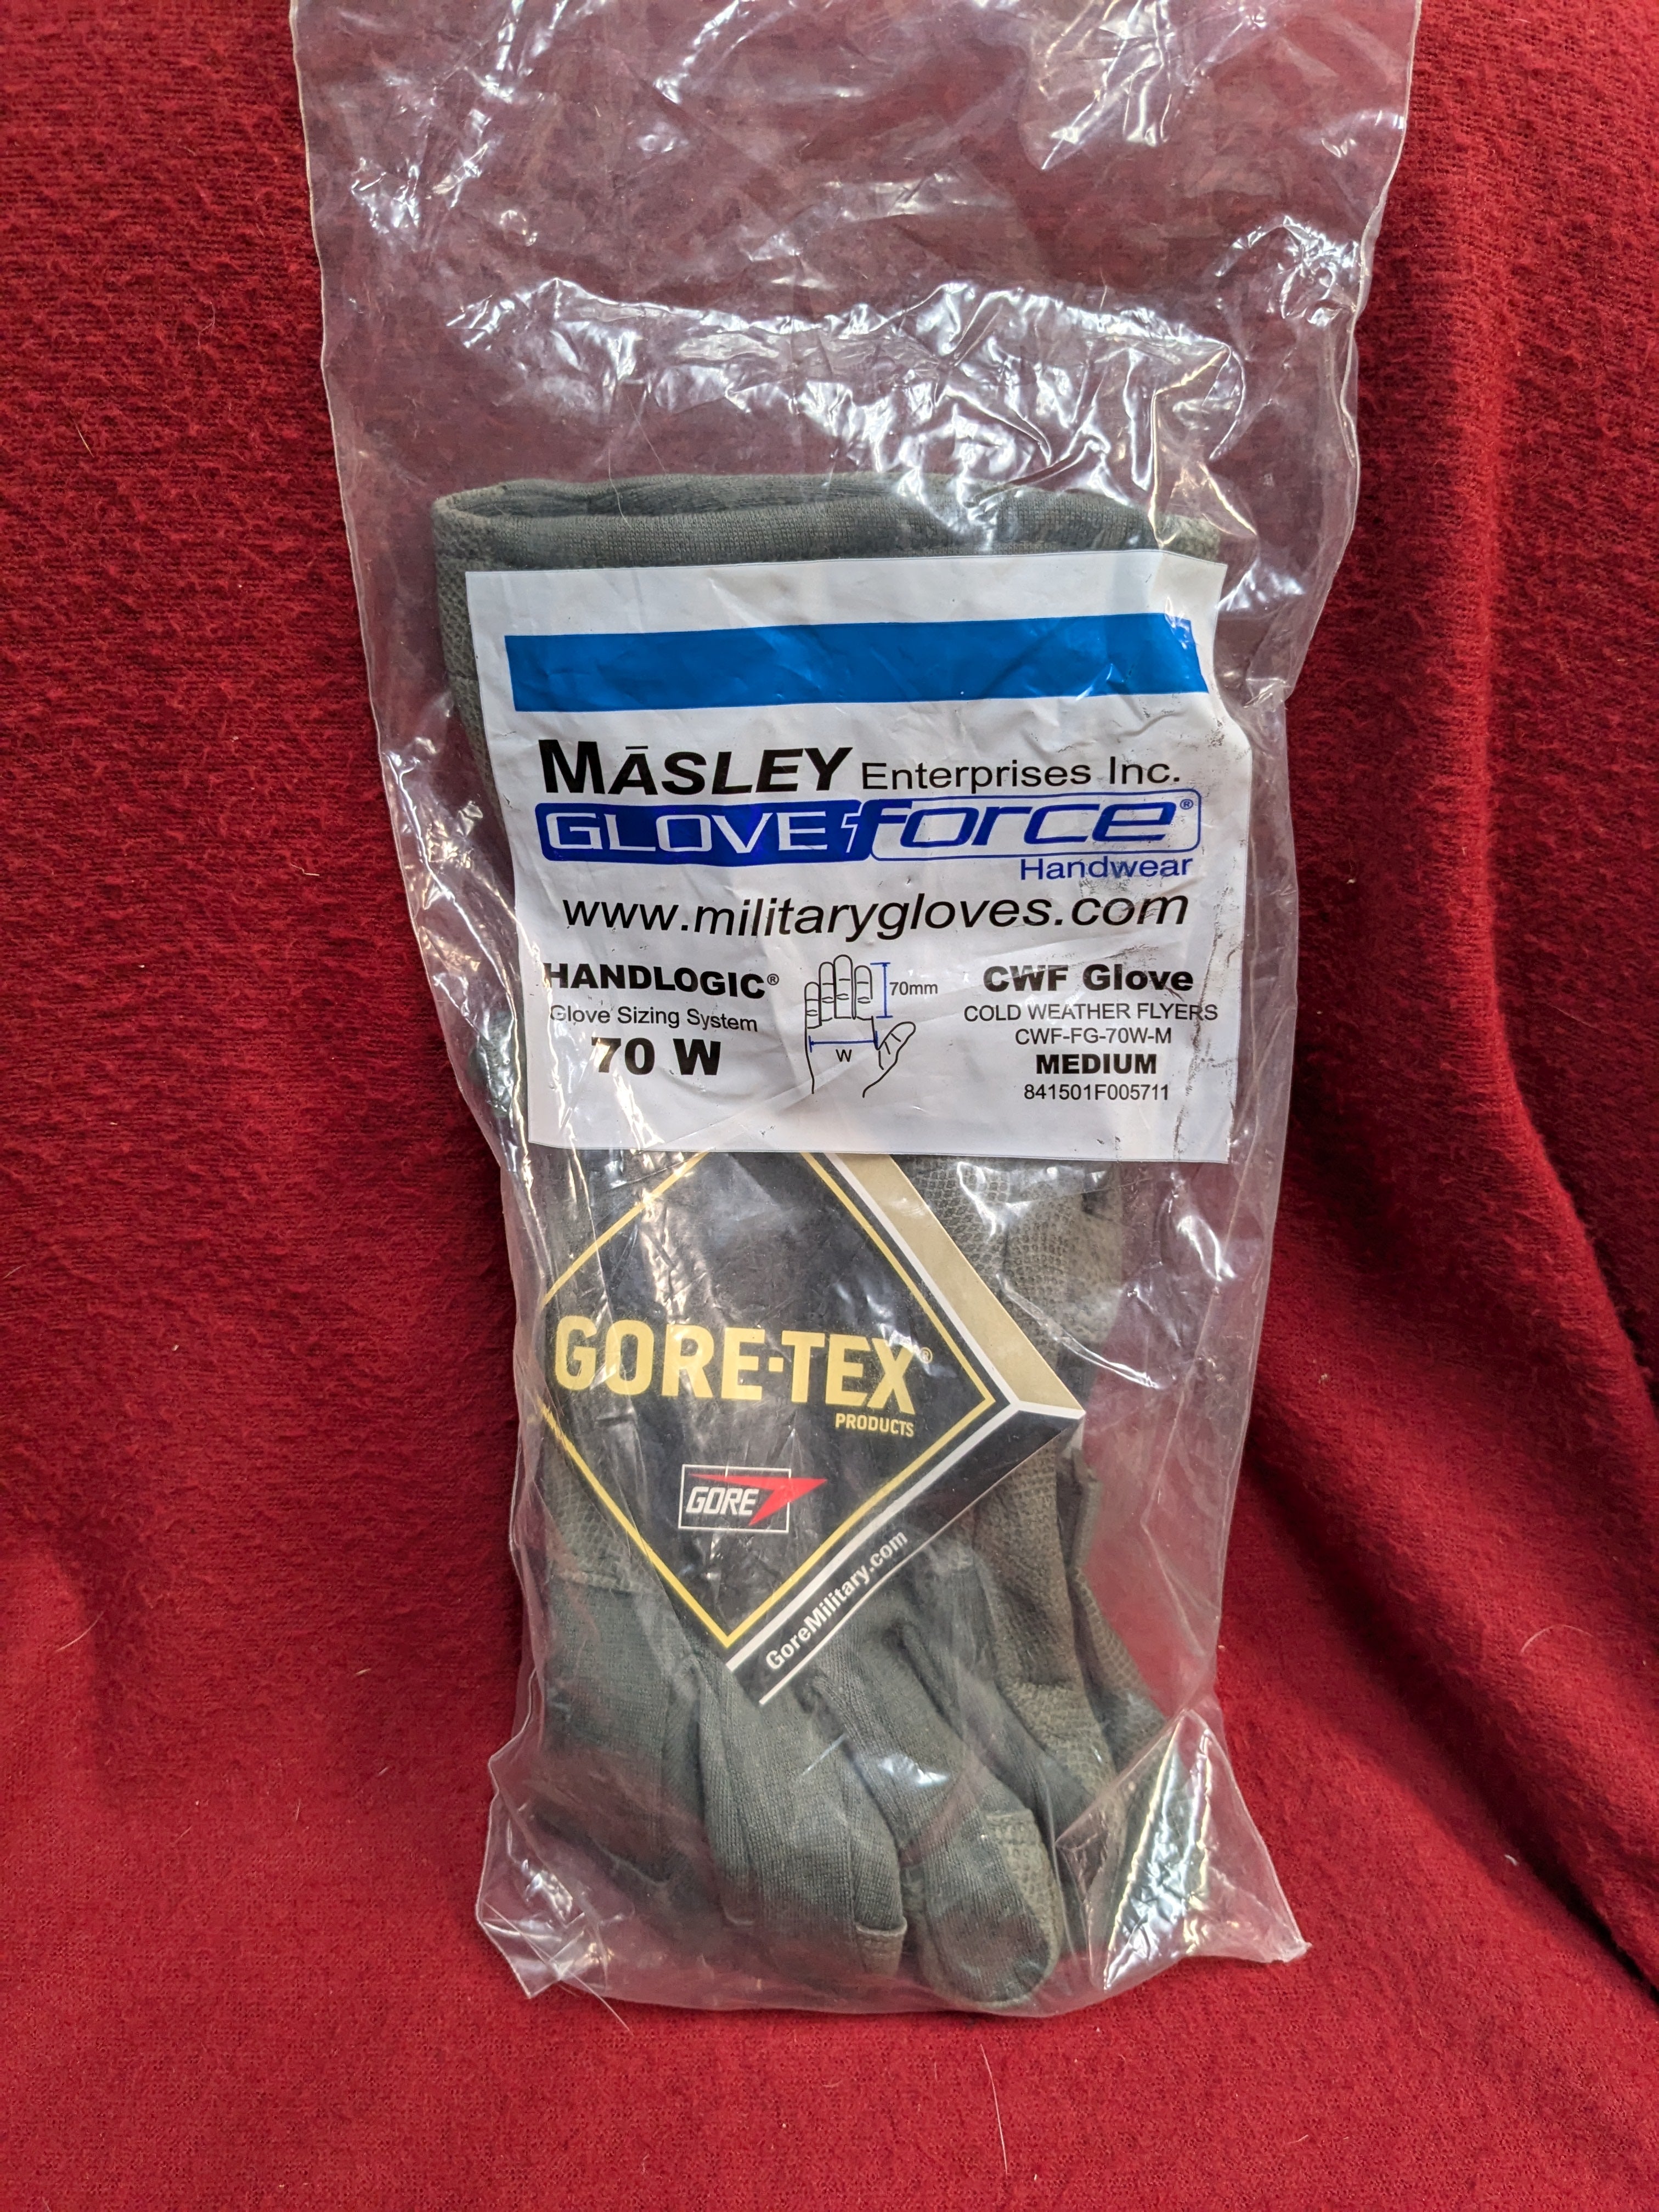 MĀSLEY Enterprises Inc.
GLOVEforce®
Handwear
www.militarygloves.com
HANDLOGIC®
Glove Sizing System
70 W
70mm
W
CWF Glove
COLD WEATHER FLYERS
CWF-FG-70W-M
MEDIUM
841501F005711
GORE-TEX®
PRODUCTS
GORE
GoreMilitary.com